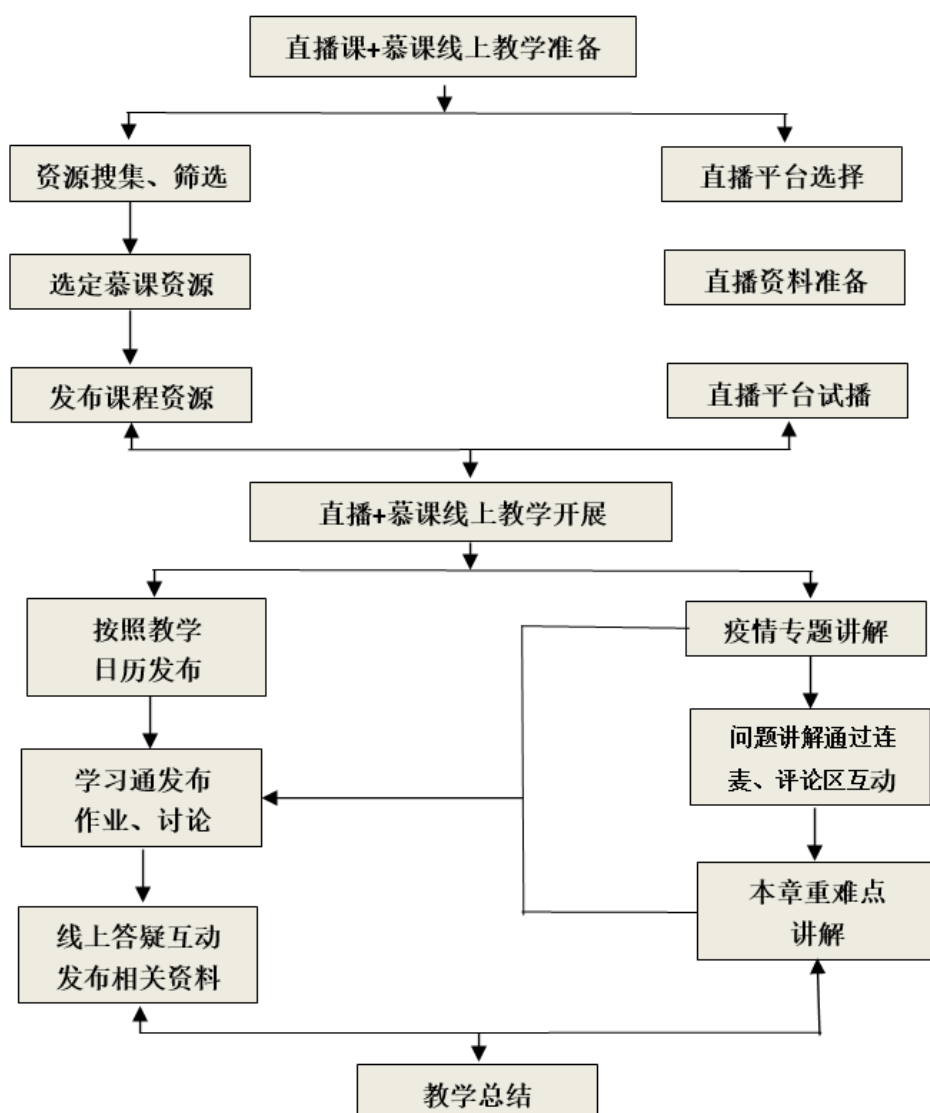 直播课+慕课线上教学准备
资源搜集、筛选
直播平台选择
选定慕课资源
直播资料准备
发布课程资源
直播平台试播
直播+慕课线上教学开展
按照教学
日历发布
疫情专题讲解
学习通发布
作业、讨论
问题讲解通过连
麦、评论区互动
线上答疑互动
发布相关资料
本章重难点
讲解
教学总结